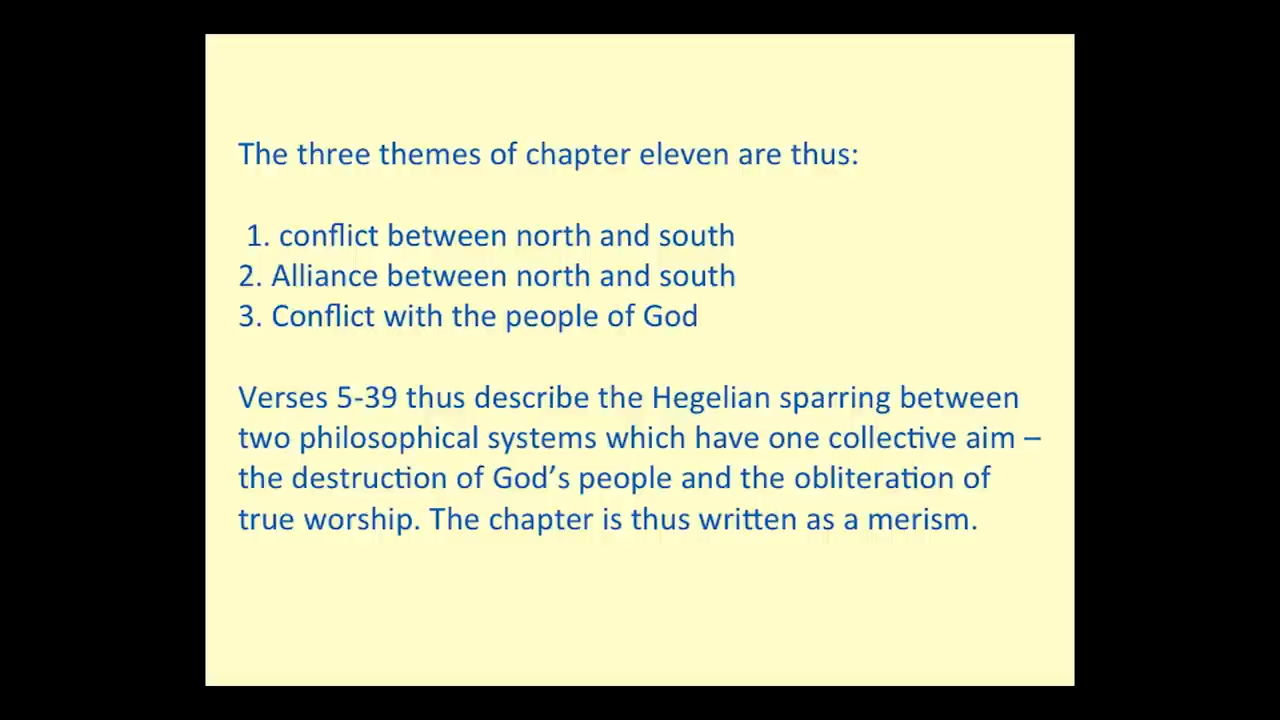 The three themes of chapter eleven are thus:
1. conflict between north and south
2. Alliance between north and south
3. Conflict with the people of God
Verses 5-39 thus describe the Hegelian sparring between
two philosophical systems which have one collective aim –
the destruction of God’s people and the obliteration of
true worship. The chapter is thus written as a merism.